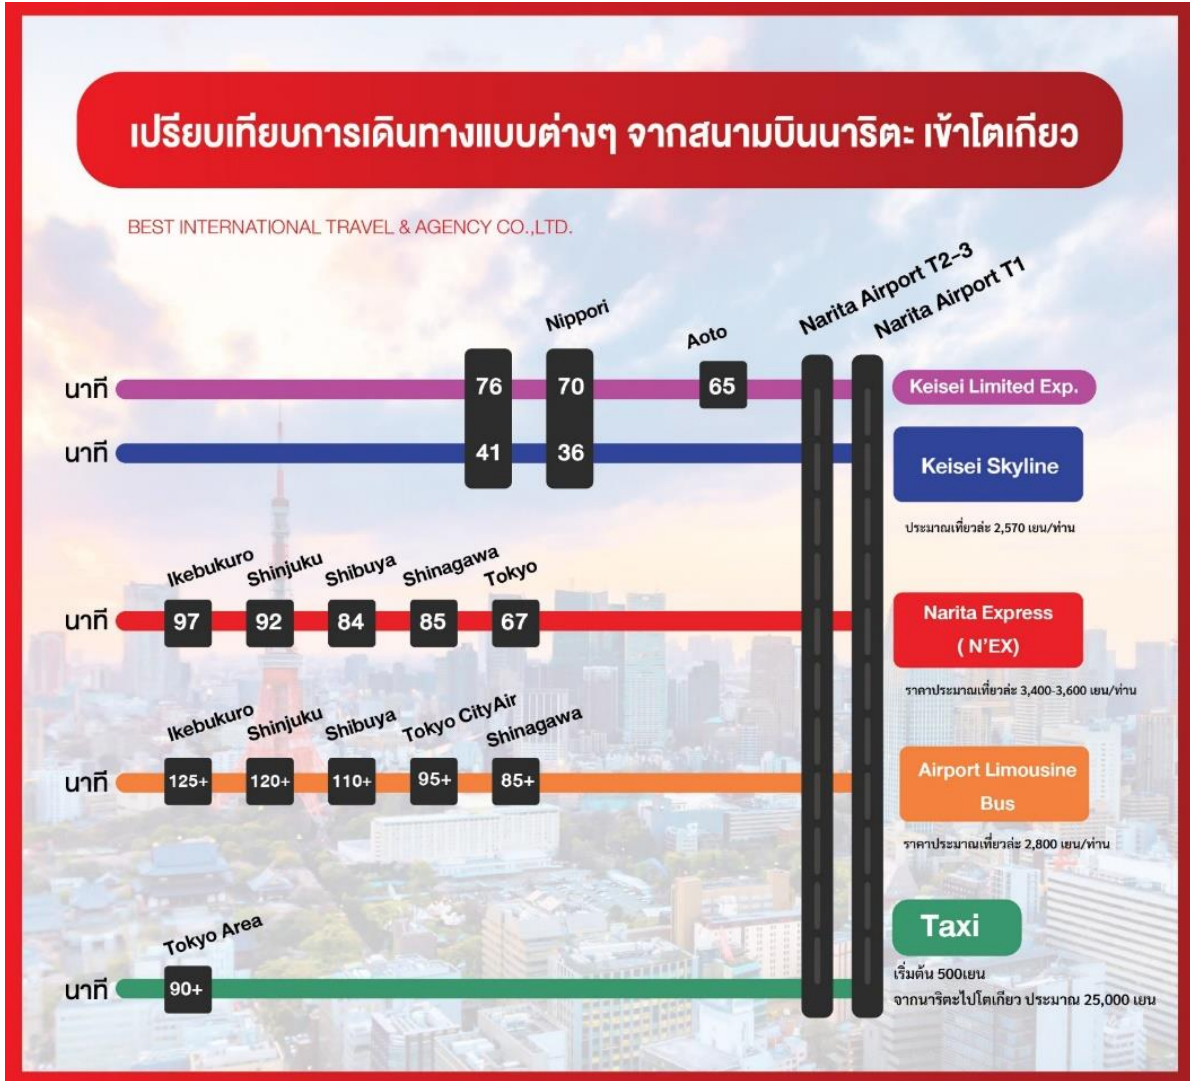 เปรียบเทียบการเดินทางแบบต่างๆ จากสนามบินนาริตะ เข้าโตเกียว
BEST INTERNATIONAL TRAVEL & AGENCY CO.,LTD.
Nippori
Aoto
Narita Airport T2-3
Narita Airport T1
นาที
76
70
65
Keisei Limited Exp.
นาที
41
36
Keisei Skyline
ประมาณเที่ยวล่ะ 2,570 เยน/ท่าน
Ikebukuro
Shinjuku
Shibuya
Shinagawa
Tokyo
นาที
97
92
84
85
67
Narita Express
( N'EX)
ราคาประมาณเที่ยวล่ะ 3,400-3,600 เยน/ท่าน
Ikebukuro
Shinjuku
Shibuya
Tokyo CityAir
Shinagawa
นาที
125+
120+
110+
95+
85+
Airport Limousine
Bus
ราคาประมาณเที่ยวล่ะ 2,800 เยน/ท่าน
Tokyo Area
นาที
90+
Taxi
เริ่มต้น 500เยน
จากนาริตะไปโตเกียว ประมาณ 25,000 เยน